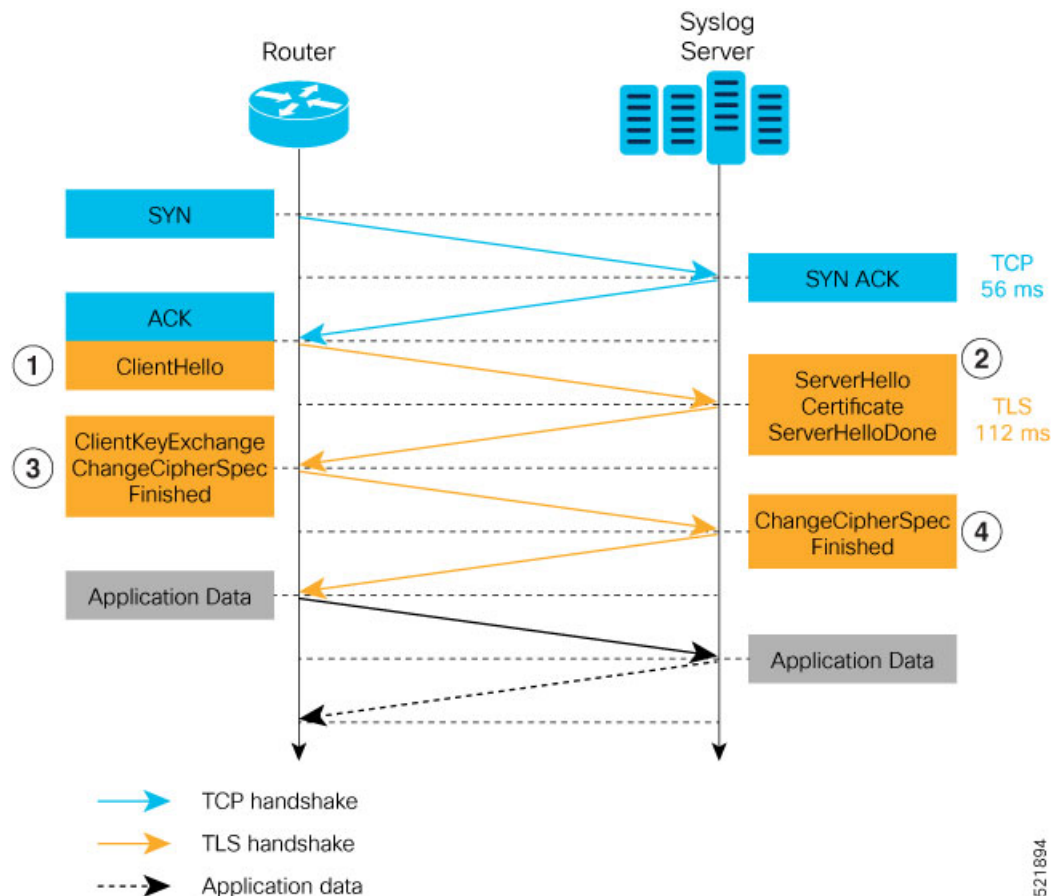 Router
Syslog
Server
SYN
SYN ACK
TCP
56 ms
ACK
1
ClientHello
2
ServerHello
Certificate
ServerHelloDone
TLS
112 ms
3
ClientKeyExchange
ChangeCipherSpec
Finished
ChangeCipherSpec
Finished
4
Application Data
Application Data
TCP handshake
TLS handshake
Application data
521894